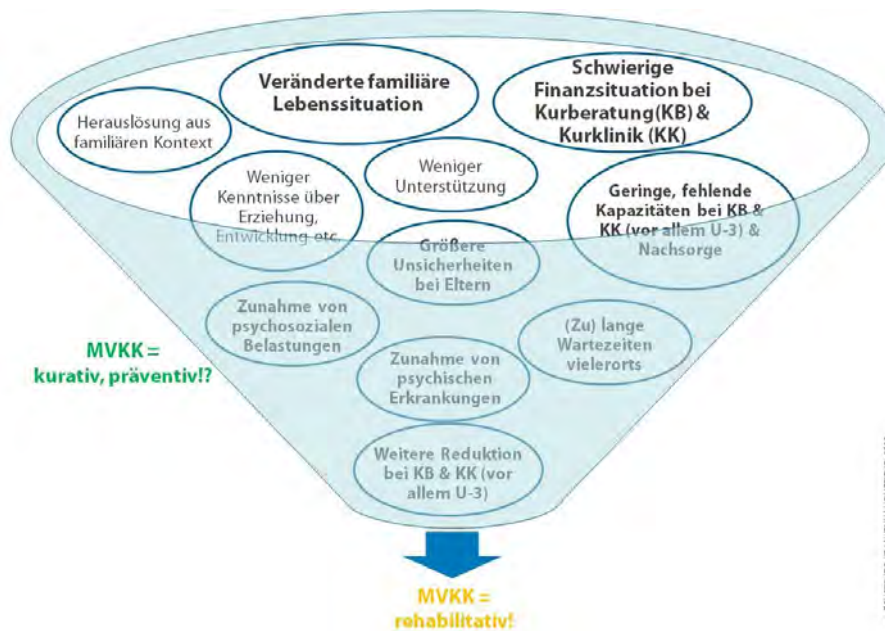 Veränderte familiäre
Lebenssituation
Schwierige
Finanzsituation bei
Kurberatung(KB) &
Kurklinik (KK)
Herauslösung aus
familiären Kontext
Weniger
Kenntnisse über
Erziehung,
Entwicklung etc.
Weniger
Unterstützung
Geringe, fehlende
Kapazitäten bei KB &
KK (vor allem U-3) &
Nachsorge
Größere
Unsicherheiten
bei Eltern
Zunahme von
psychosozialen
Belastungen
(Zu) lange
Wartezeiten
vielerorts
MVKK =
kurativ, präventiv!?
Zunahme von
psychischen
Erkrankungen
Weitere Reduktion
bei KB & KK (vor
allem U-3)
MVKK =
rehabilitativ!